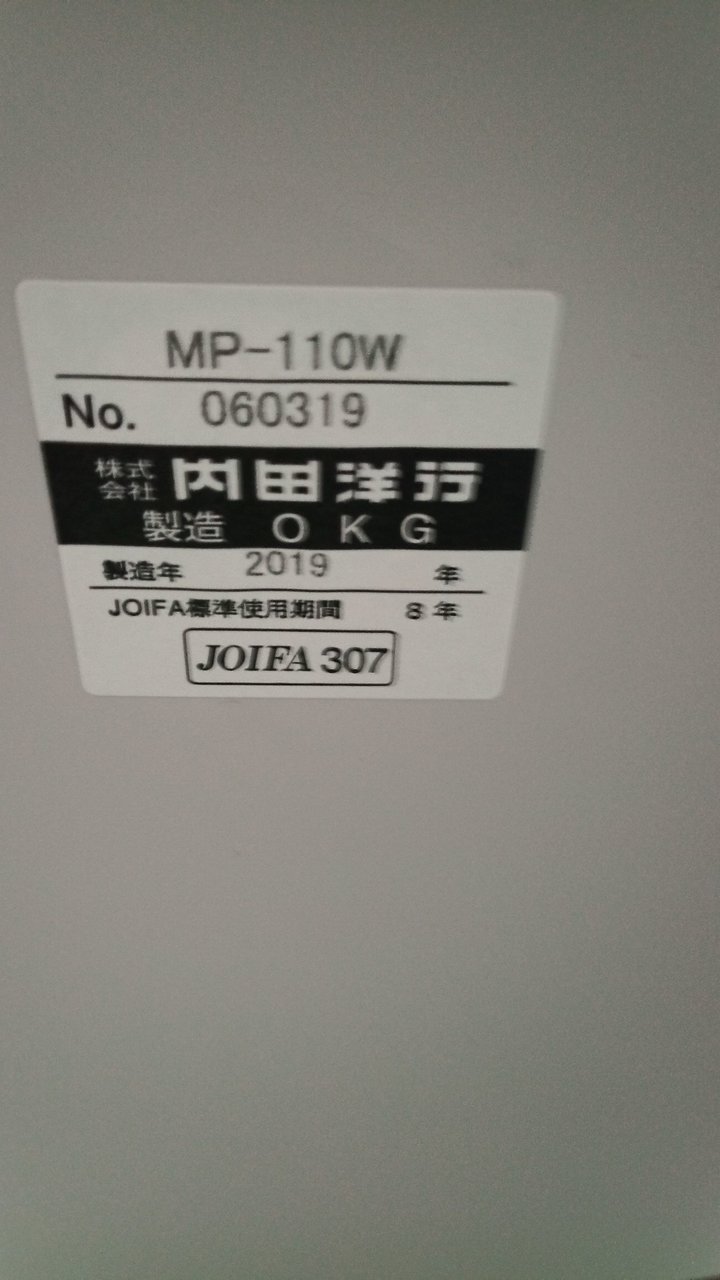 MP-110W
No. 060319
株式会社 内田洋行
製造 OKG
製造年 2019 年
JOIFA標準使用期間 8年
JOIFA 307